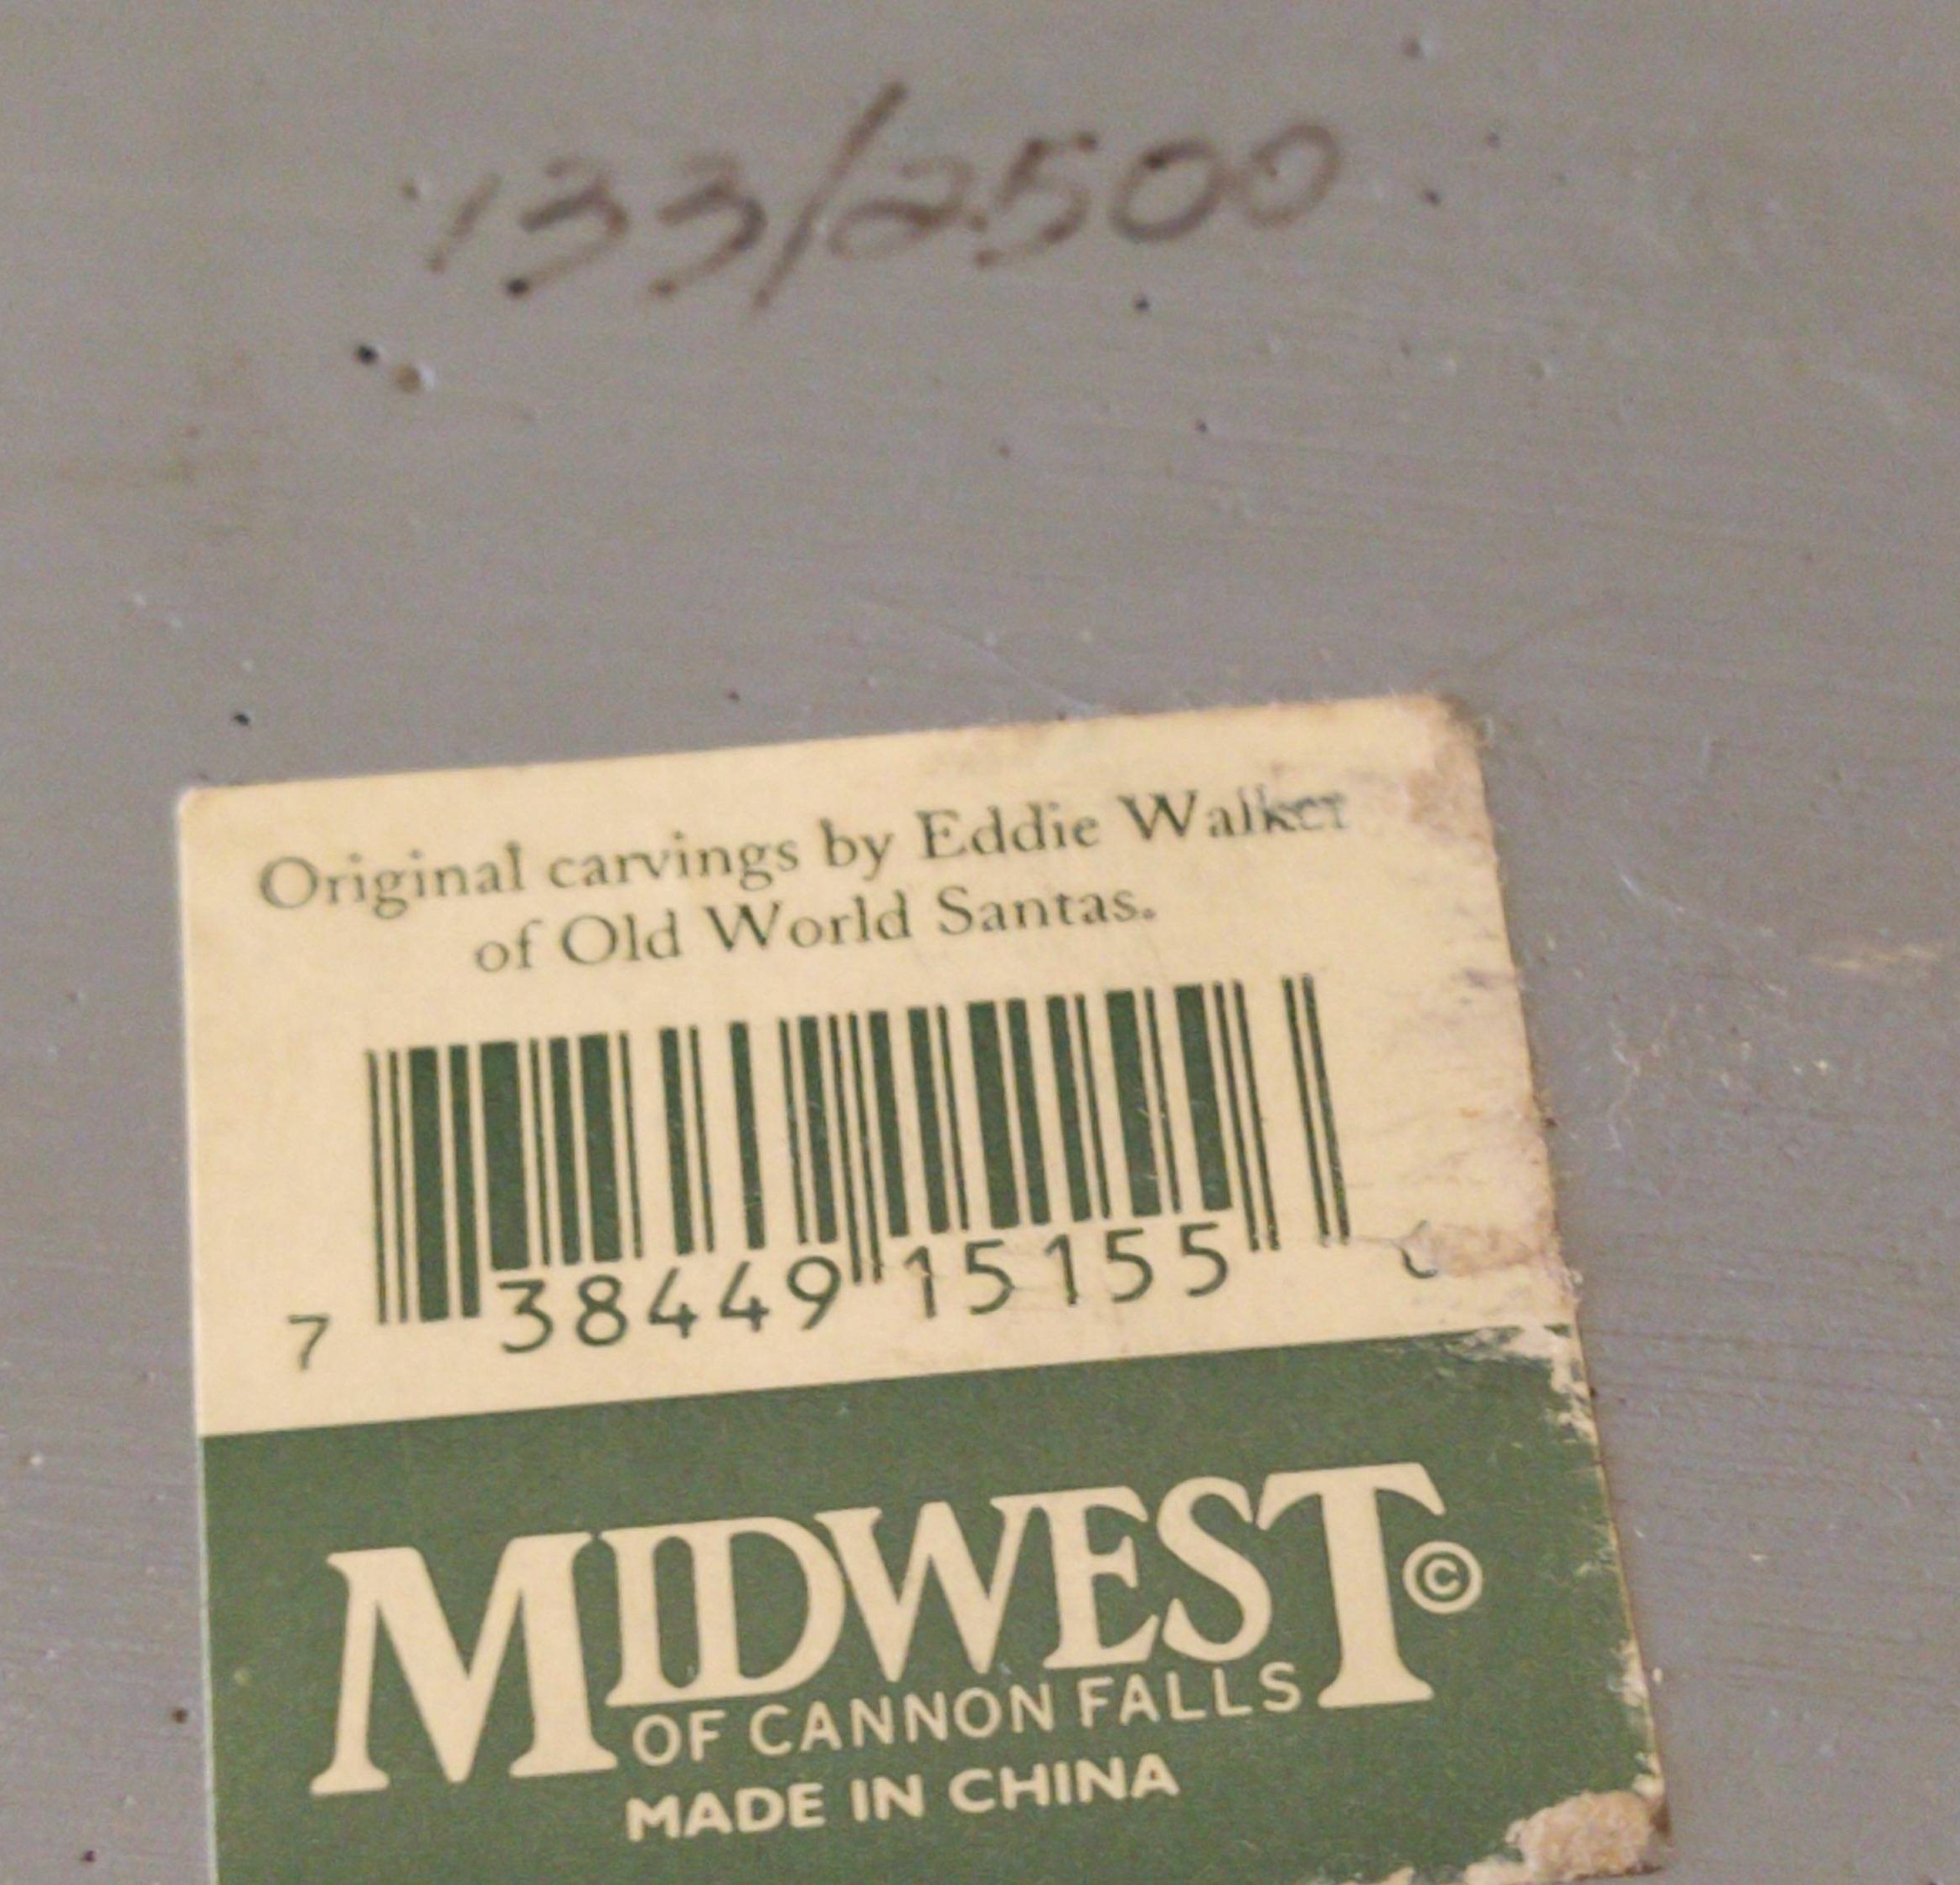 133/2500
Original carvings by Eddie Walker
of Old World Santas.
7 38449 15155
MIDWEST©
OF CANNON FALLS
MADE IN CHINA